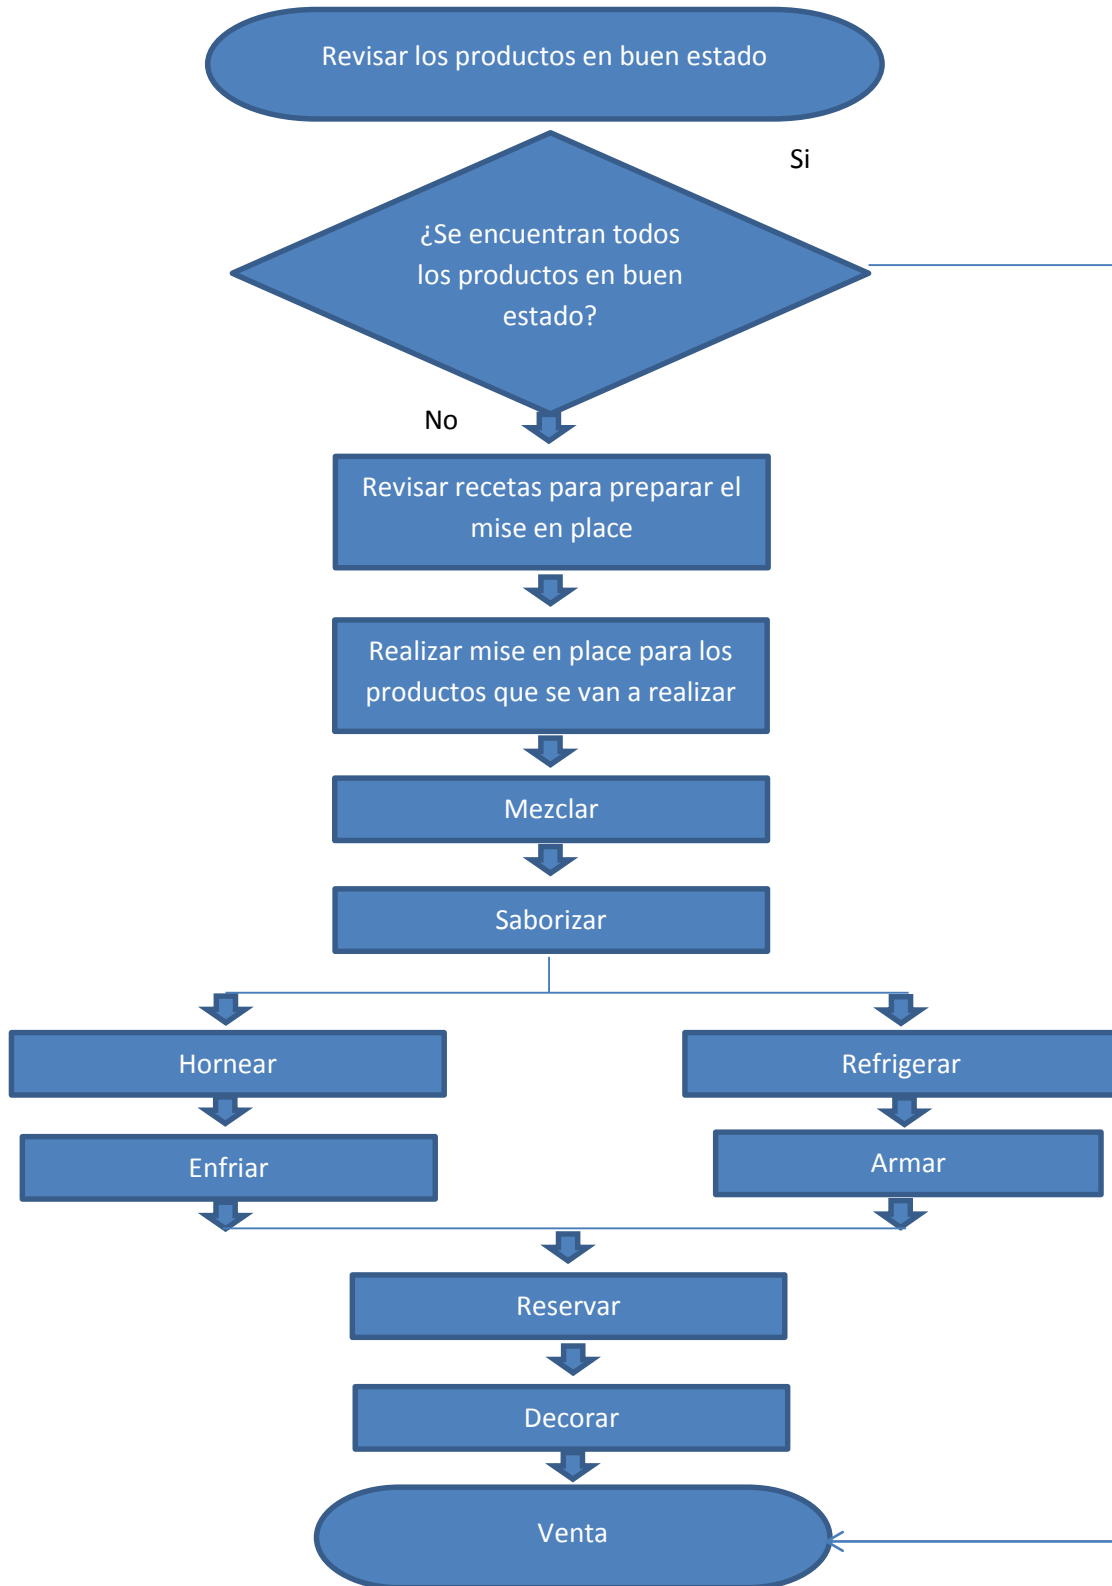 Revisar los productos en buen estado
Si
¿Se encuentran todos
los productos en buen
estado?
No
Revisar recetas para preparar el
mise en place
Realizar mise en place para los
productos que se van a realizar
Mezclar
Saborizar
Hornear
Refrigerar
Enfriar
Armar
Reservar
Decorar
Venta